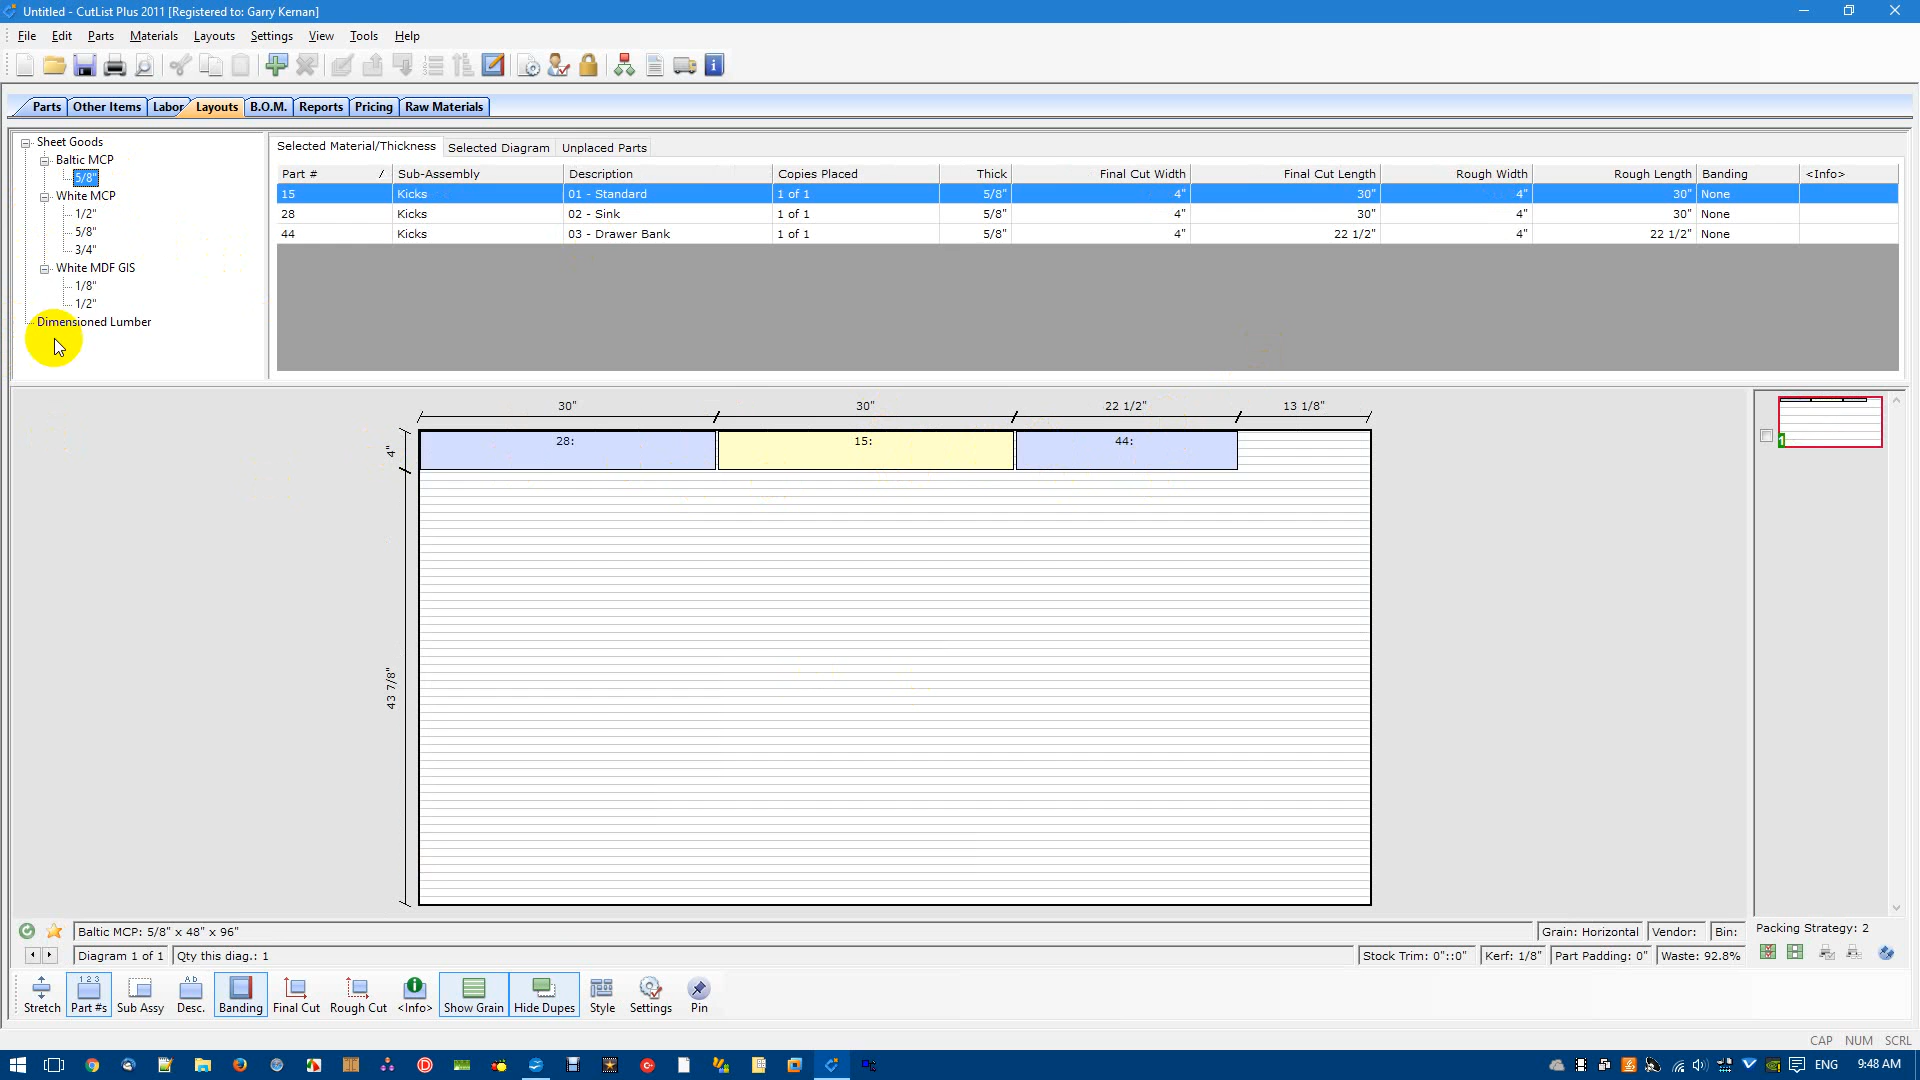 Untitled - CutList Plus 2011 [Registered to: Garry Kernan]
File Edit Parts Materials Layouts Settings View Tools Help
Parts Other Items Labor Layouts B.O.M. Reports Pricing Raw Materials
Sheet Goods
Baltic MCP
5/8"
White MCP
1/2"
5/8"
3/4"
White MDF GIS
1/8"
1/2"
Dimensioned Lumber
Selected Material/Thickness Selected Diagram Unplaced Parts
Part # / Sub-Assembly Description Copies Placed Thick Final Cut Width Final Cut Length Rough Width Rough Length Banding <Info>
15 Kicks 01 - Standard 1 of 1 5/8" 4" 30" 4" 30" None
28 Kicks 02 - Sink 1 of 1 5/8" 4" 30" 4" 30" None
44 Kicks 03 - Drawer Bank 1 of 1 5/8" 4" 22 1/2" 4" 22 1/2" None
30" 30" 22 1/2" 13 1/8"
4"
28: 15: 44:
43 7/8"
1
Baltic MCP: 5/8" x 48" x 96" Grain: Horizontal Vendor: Bin: Packing Strategy: 2
Diagram 1 of 1 Qty this diag.: 1 Stock Trim: 0"::0" Kerf: 1/8" Part Padding: 0" Waste: 92.8%
1 2 3 Ab
Stretch Part #s Sub Assy Desc. Banding Final Cut Rough Cut <Info> Show Grain Hide Dupes Style Settings Pin
CAP NUM SCRL
ENG 9:48 AM